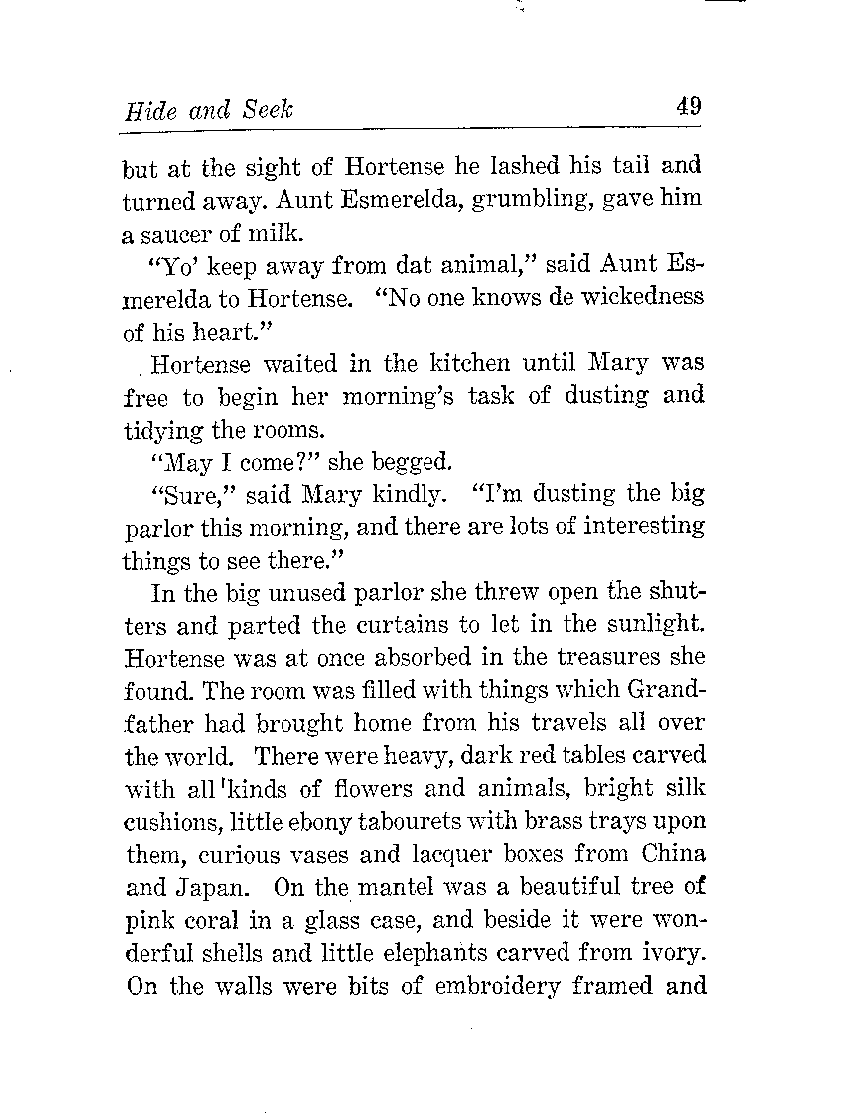 Hide and Seek 49
but at the sight of Hortense he lashed his tail and
turned away. Aunt Esmerelda, grumbling, gave him
a saucer of milk.
“Yo’ keep away from dat animal,” said Aunt Es-
merelda to Hortense. “No one knows de wickedness
of his heart.”
Hortense waited in the kitchen until Mary was
free to begin her morning’s task of dusting and
tidying the rooms.
“May I come?” she begged.
“Sure,” said Mary kindly. “I’m dusting the big
parlor this morning, and there are lots of interesting
things to see there.”
In the big unused parlor she threw open the shut-
ters and parted the curtains to let in the sunlight.
Hortense was at once absorbed in the treasures she
found. The room was filled with things which Grand-
father had brought home from his travels all over
the world. There were heavy, dark red tables carved
with all kinds of flowers and animals, bright silk
cushions, little ebony tabourets with brass trays upon
them, curious vases and lacquer boxes from China
and Japan. On the mantel was a beautiful tree of
pink coral in a glass case, and beside it were won-
derful shells and little elephants carved from ivory.
On the walls were bits of embroidery framed and